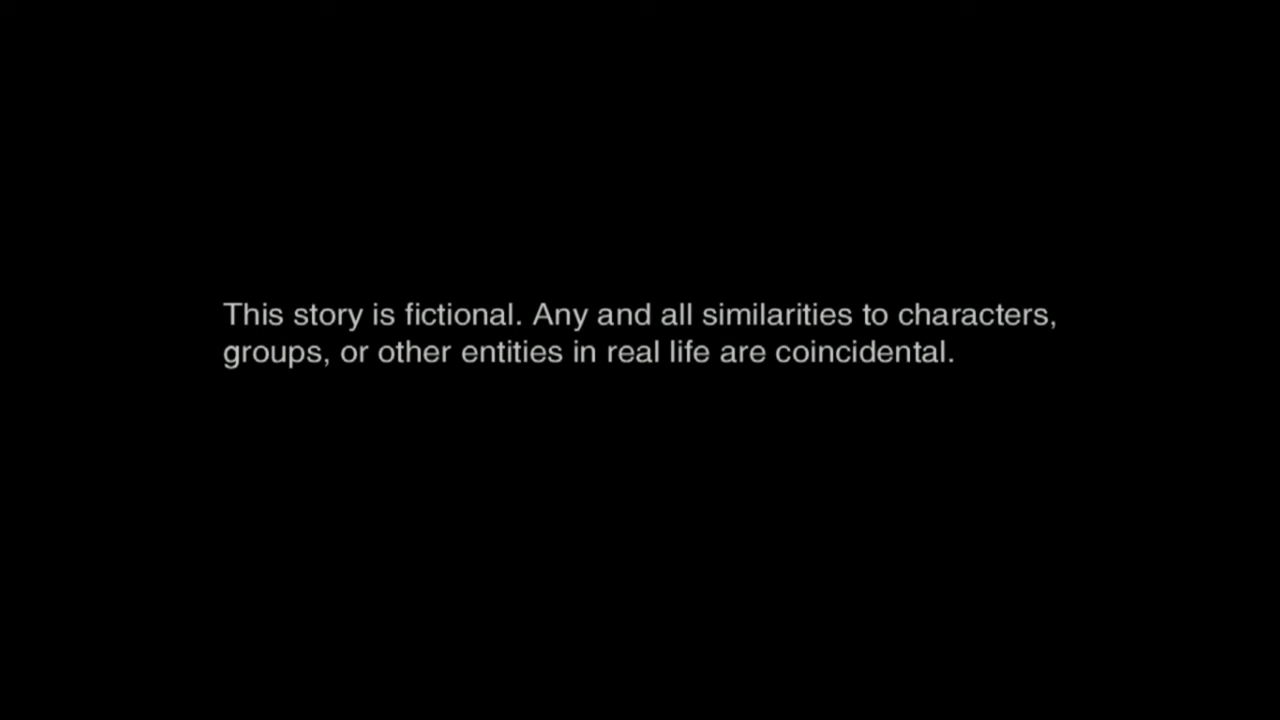 This story is fictional. Any and all similarities to characters,
groups, or other entities in real life are coincidental.